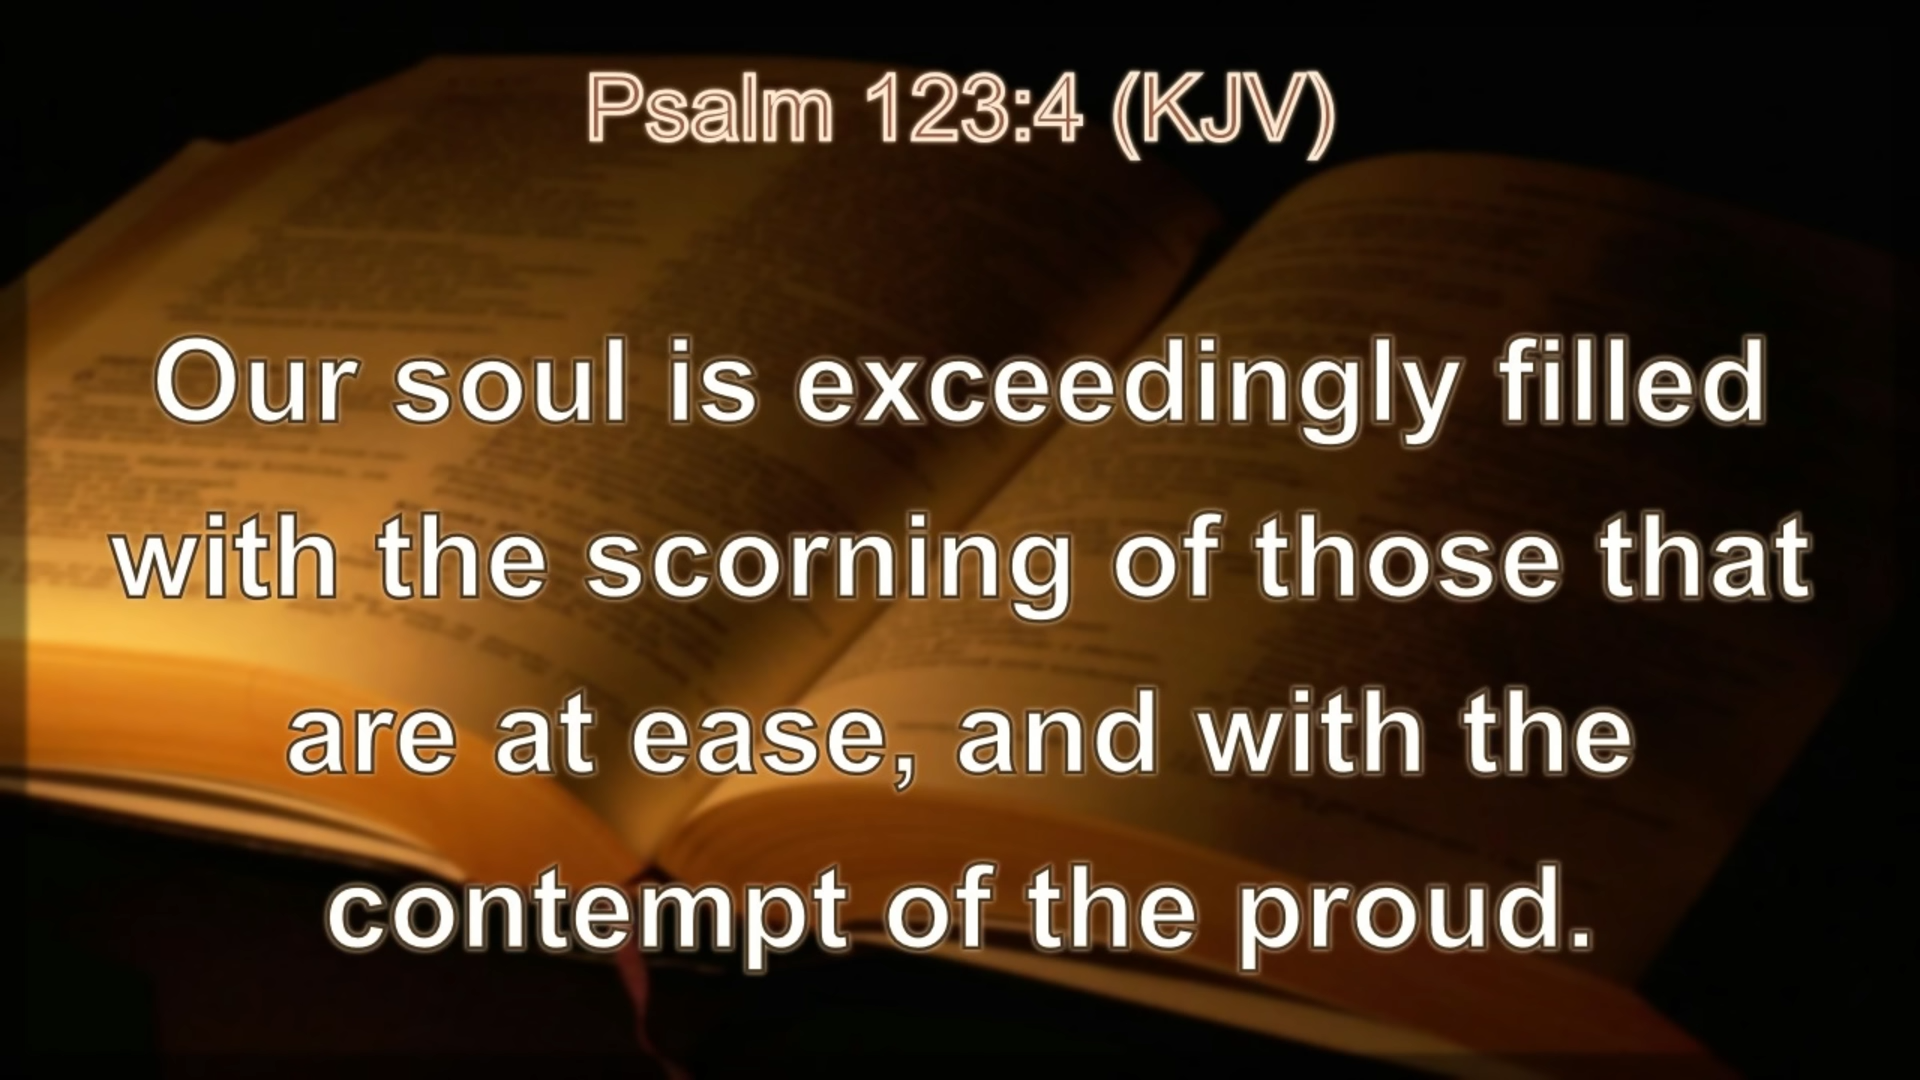 Psalm 123:4 (KJV)
Our soul is exceedingly filled
with the scorning of those that
are at ease, and with the
contempt of the proud.